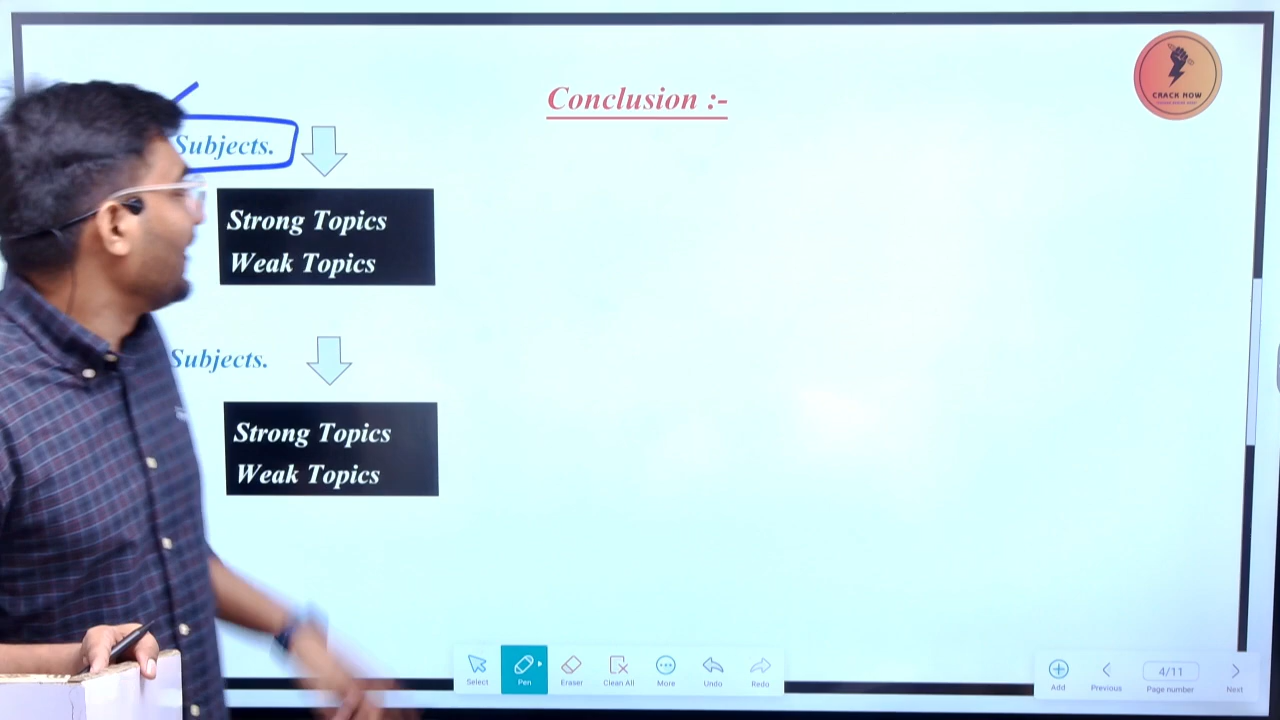 Conclusion :-
CRACK NOW
Subjects.
Strong Topics
Weak Topics
Subjects.
Strong Topics
Weak Topics
Select
Pen
Eraser
Clean All
More
Undo
Redo
Add
Previous
4/11
Page number
Next